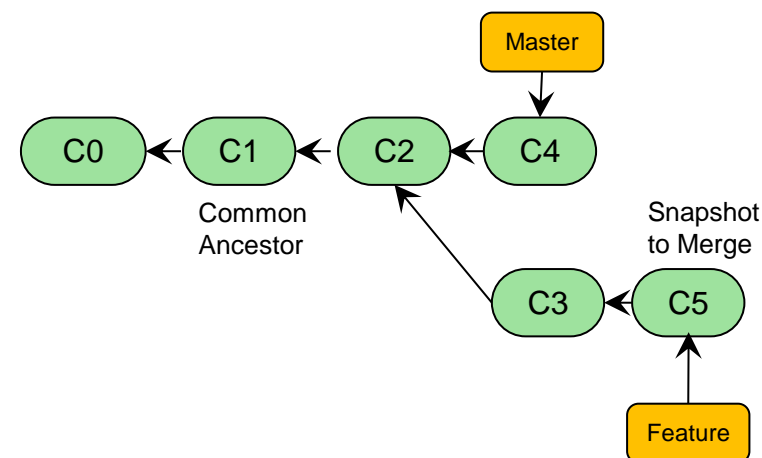 Master
C0
C1
C2
C4
Common
Ancestor
Snapshot
to Merge
C3
C5
Feature